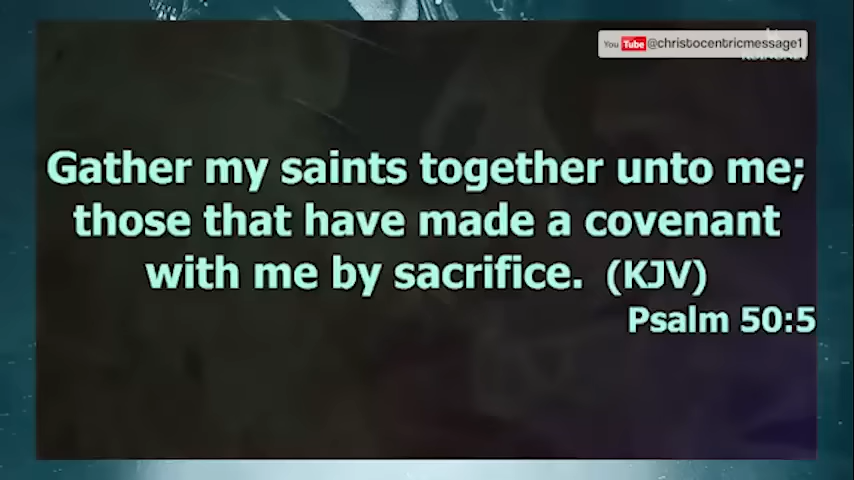 You Tube @christocentricmessage1
Gather my saints together unto me;
those that have made a covenant
with me by sacrifice. (KJV)
Psalm 50:5